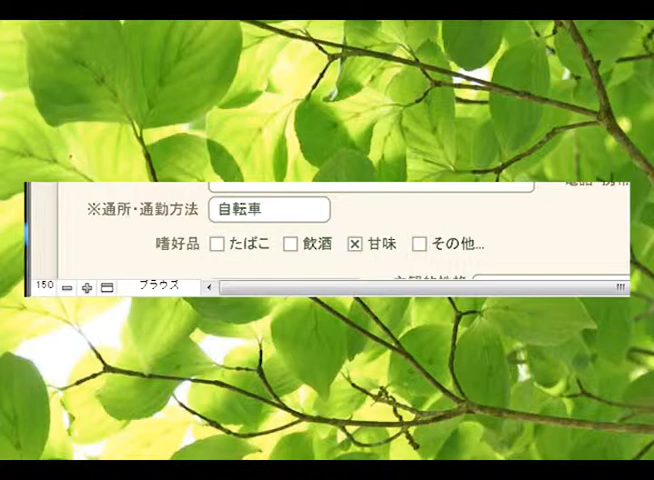 ※通所・通勤方法 自転車
嗜好品 たばこ 飲酒 甘味 その他...
150 ブラウズ